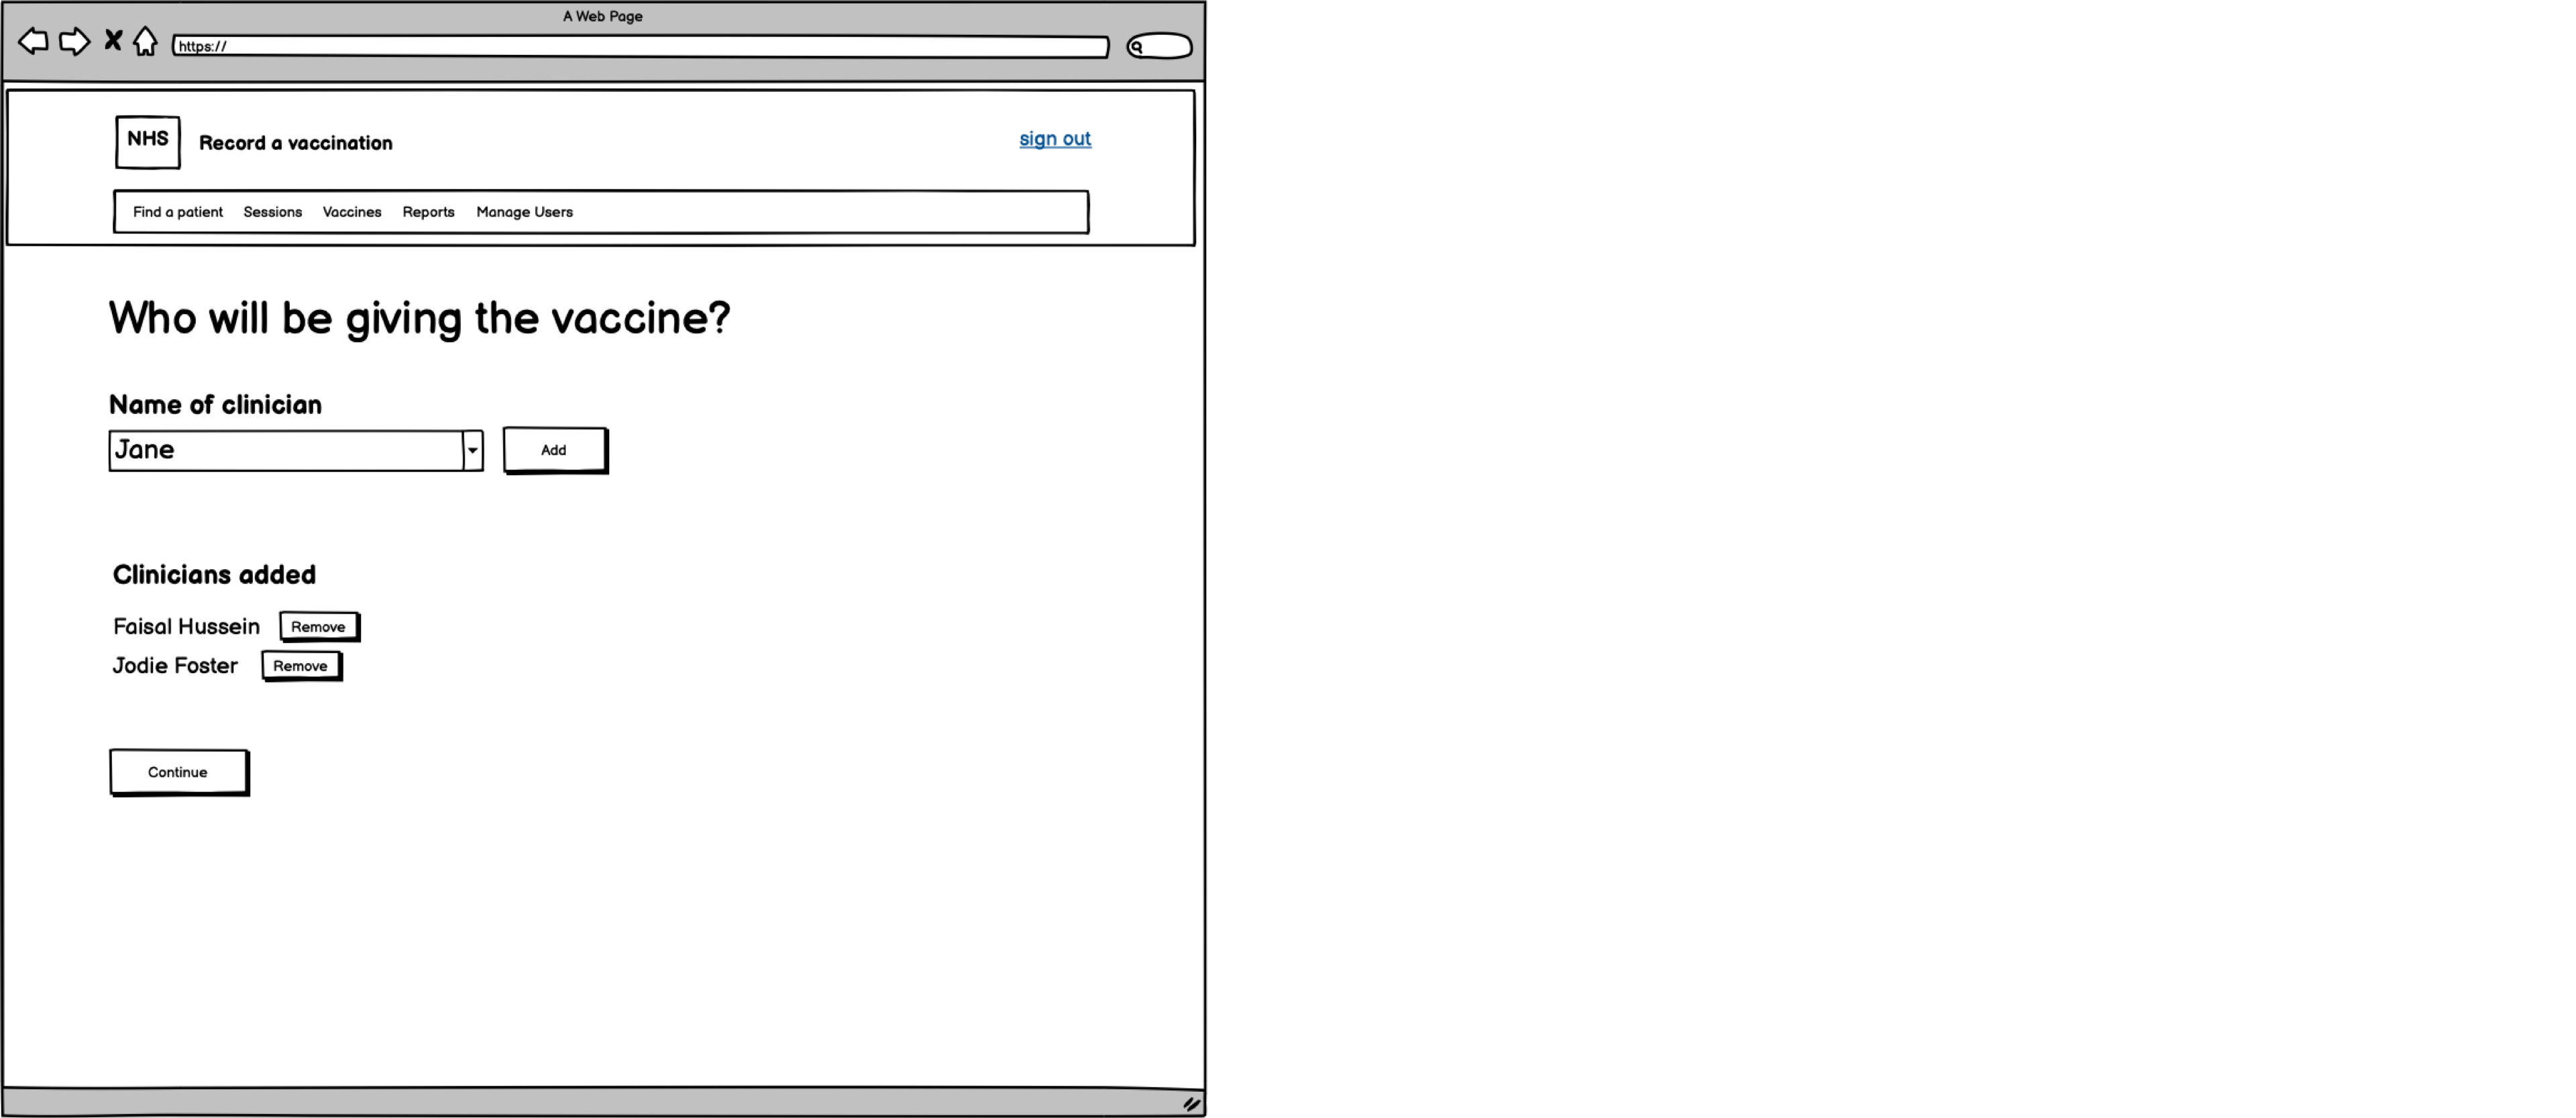 A Web Page
https://
NHS
Record a vaccination
sign out
Find a patient Sessions Vaccines Reports Manage Users
Who will be giving the vaccine?
Name of clinician
Jane
Add
Clinicians added
Faisal Hussein Remove
Jodie Foster Remove
Continue